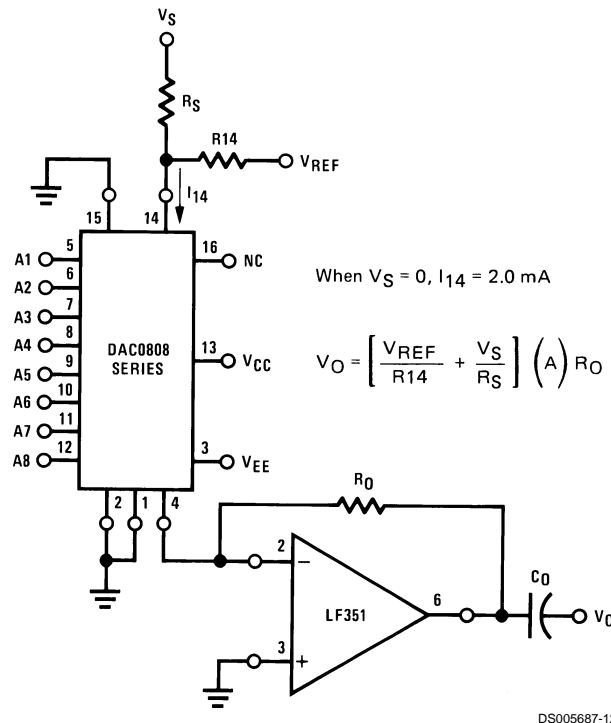 VS
RS
R14
VREF
I14
15
14
A1 5
16 NC
A2 6
When VS = 0, I14 = 2.0 mA
A3 7
A4 8
DAC0808
SERIES
13 VCC
VO = [ VREF/R14 + VS/RS ] (A) RO
A5 9
A6 10
A7 11
A8 12
3 VEE
2 1 4
RO
2
−
LF351
6
CO
VO
3
+
DS005687-12